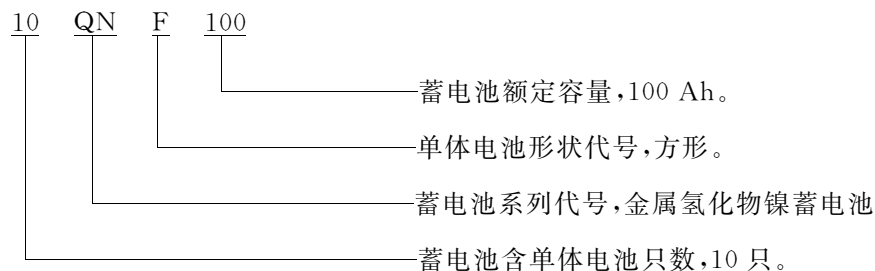 10 QN F 100
蓄电池额定容量,100 Ah。
单体电池形状代号,方形。
蓄电池系列代号,金属氢化物镍蓄电池
蓄电池含单体电池只数,10 只。